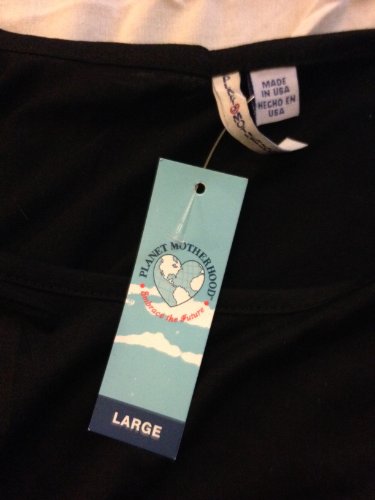 MADE
IN USA
HECHO EN
USA
PLANET MOTHERHOOD
Embrace the Future
LARGE